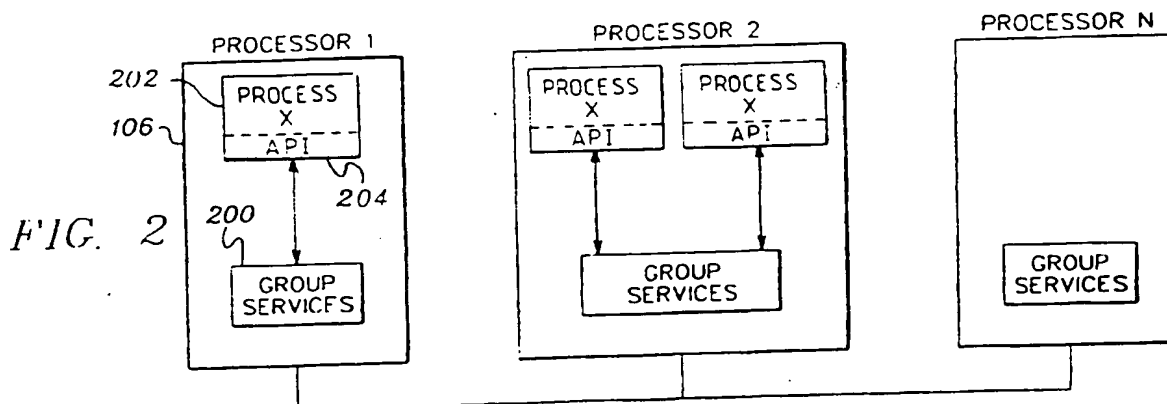 PROCESSOR 1
PROCESSOR 2
PROCESSOR N
202
PROCESS
X
API
106
204
200
GROUP
SERVICES
PROCESS
X
API
PROCESS
X
API
GROUP
SERVICES
GROUP
SERVICES
FIG. 2